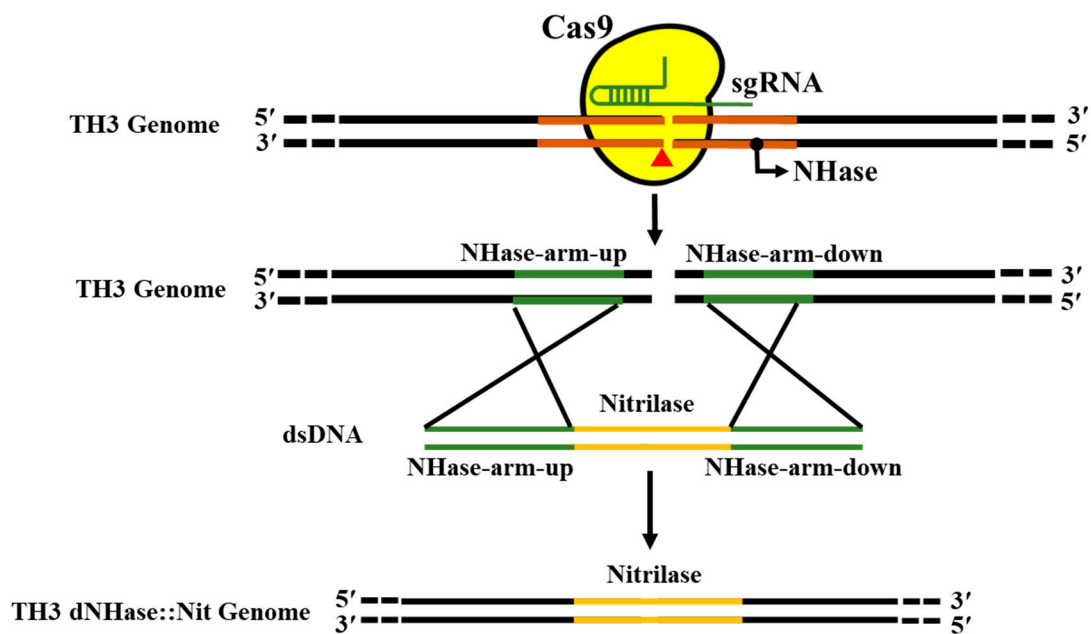 Cas9
sgRNA
5′ 3′
TH3 Genome
3′ 5′
NHase
NHase-arm-up NHase-arm-down
5′ 3′
TH3 Genome
3′ 5′
Nitrilase
dsDNA
NHase-arm-up NHase-arm-down
Nitrilase
5′ 3′
TH3 dNHase::Nit Genome
3′ 5′